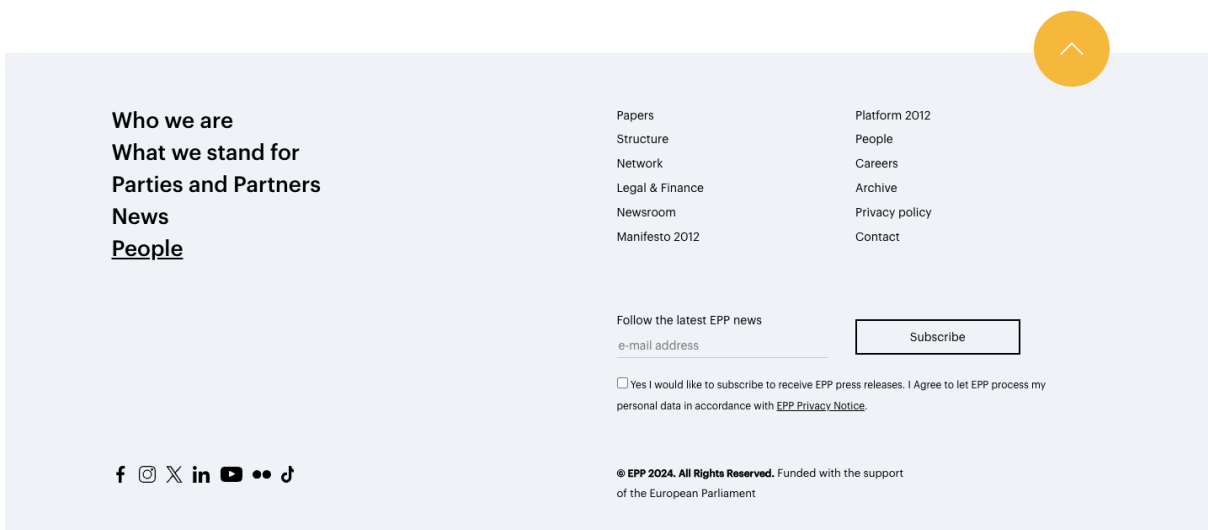 Who we are
What we stand for
Parties and Partners
News
People
Papers
Structure
Network
Legal & Finance
Newsroom
Manifesto 2012
Platform 2012
People
Careers
Archive
Privacy policy
Contact
Follow the latest EPP news
e-mail address
Subscribe
Yes I would like to subscribe to receive EPP press releases. I Agree to let EPP process my
personal data in accordance with EPP Privacy Notice.
© EPP 2024. All Rights Reserved. Funded with the support
of the European Parliament